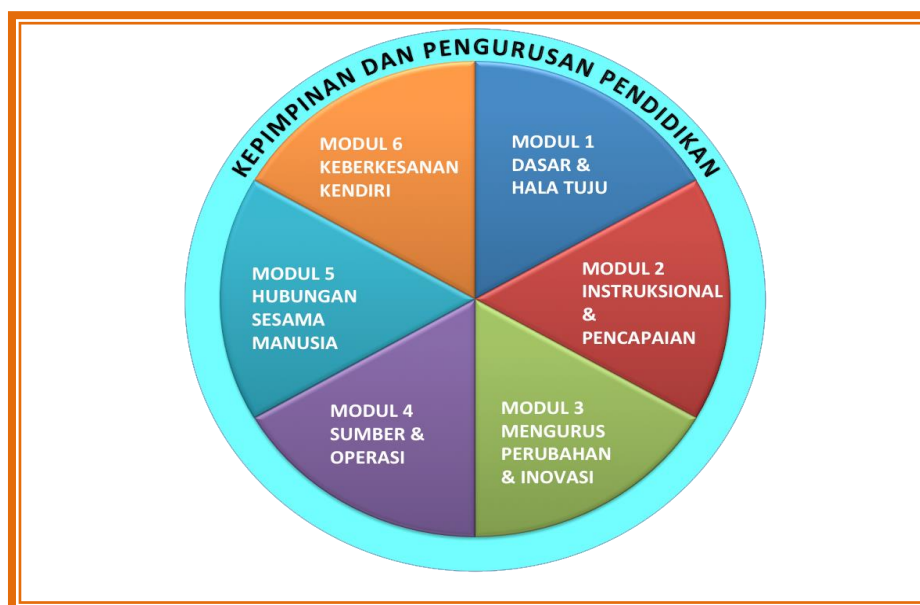 KEPIMPINAN DAN PENGURUSAN PENDIDIKAN
MODUL 1
DASAR &
HALA TUJU
MODUL 2
INSTRUKSIONAL
&
PENCAPAIAN
MODUL 3
MENGURUS
PERUBAHAN
& INOVASI
MODUL 4
SUMBER &
OPERASI
MODUL 5
HUBUNGAN
SESAMA
MANUSIA
MODUL 6
KEBERKESANAN
KENDIRI